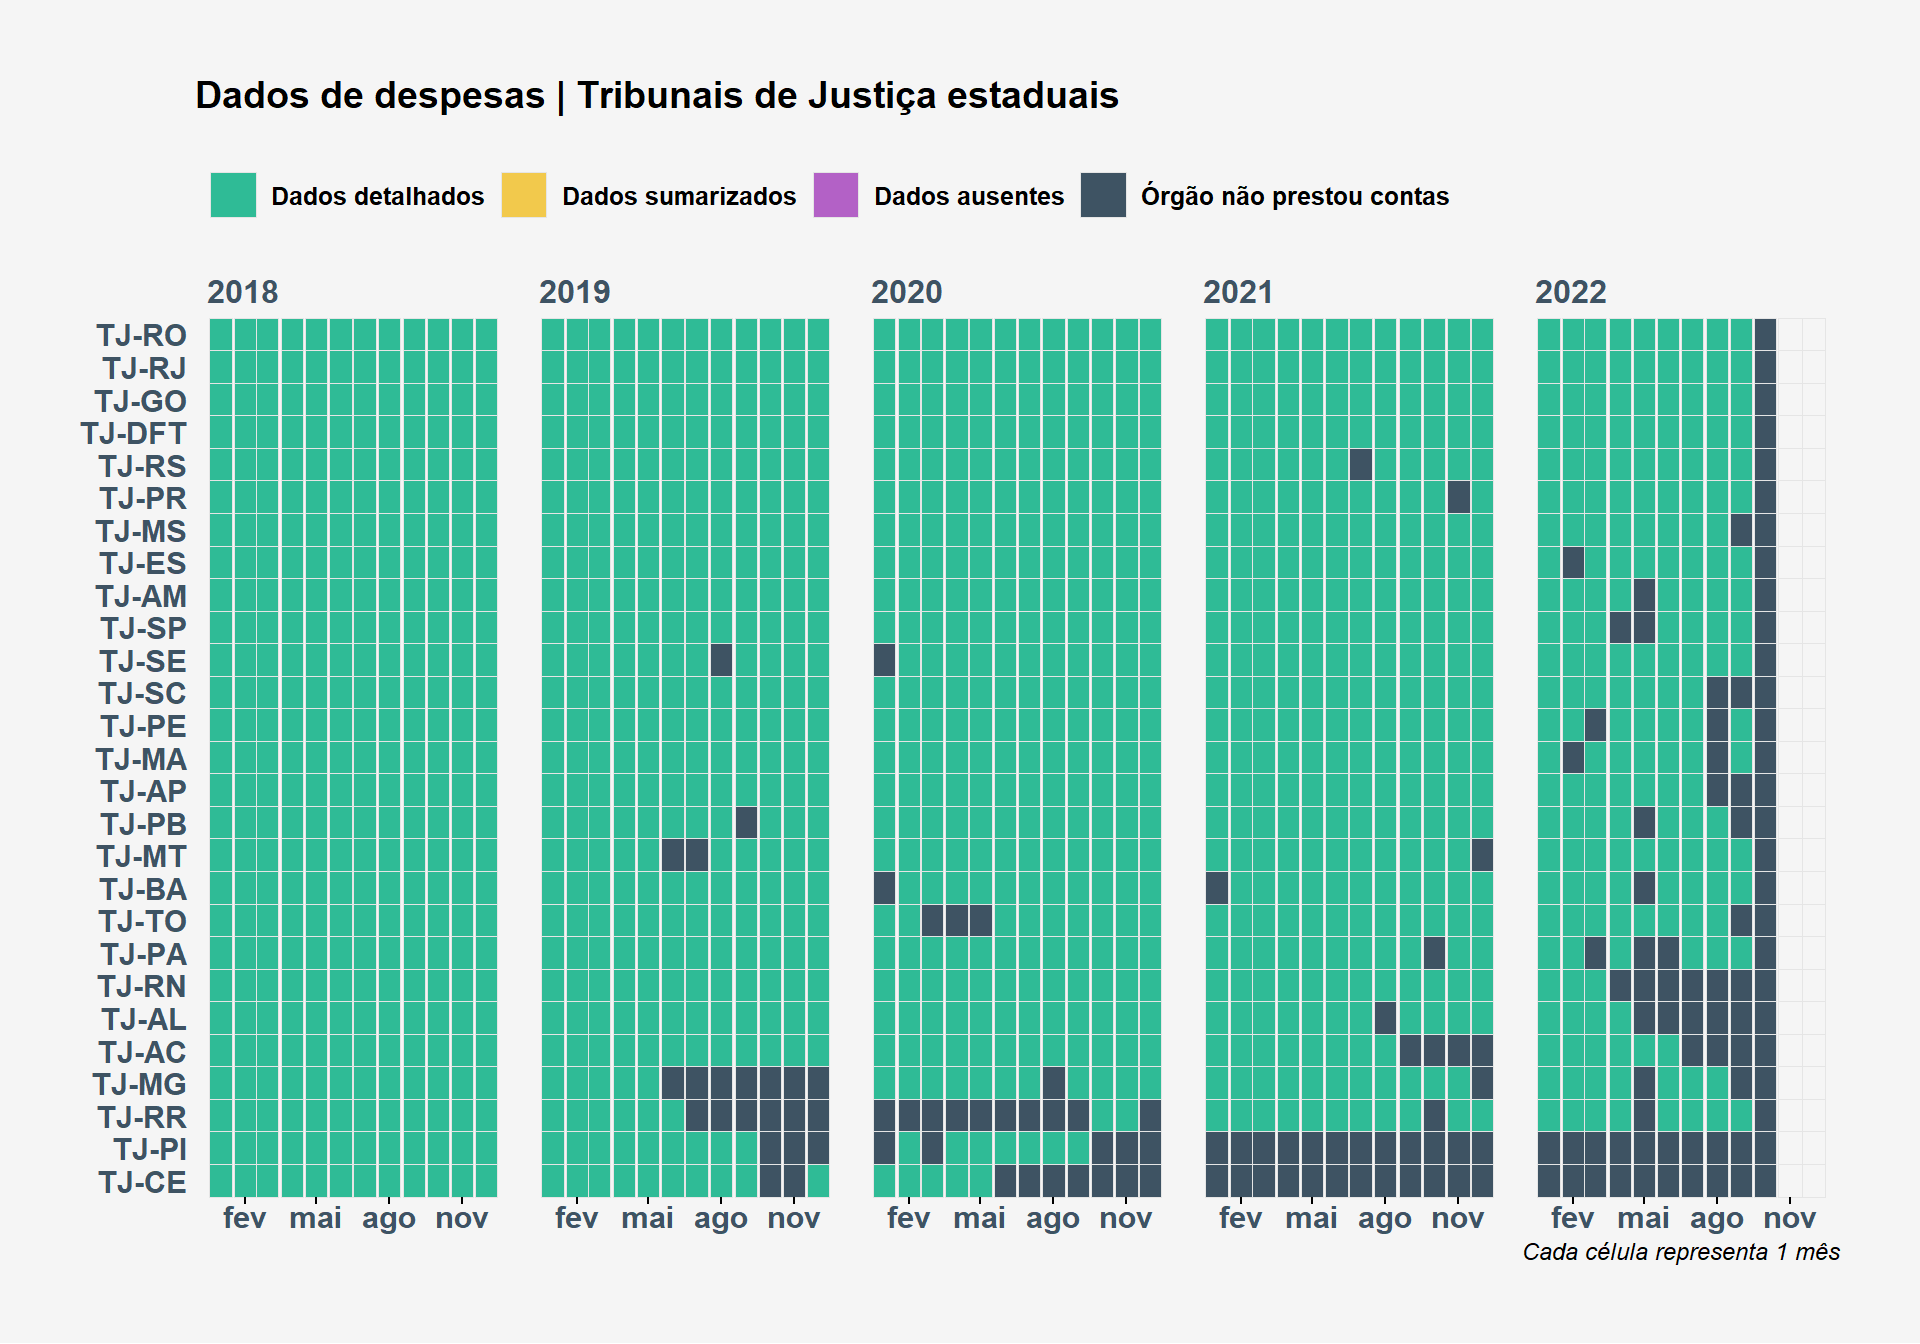 Dados de despesas | Tribunais de Justiça estaduais
Dados detalhados Dados sumarizados Dados ausentes Órgão não prestou contas
2018 2019 2020 2021 2022
TJ-RO
TJ-RJ
TJ-GO
TJ-DFT
TJ-RS
TJ-PR
TJ-MS
TJ-ES
TJ-AM
TJ-SP
TJ-SE
TJ-SC
TJ-PE
TJ-MA
TJ-AP
TJ-PB
TJ-MT
TJ-BA
TJ-TO
TJ-PA
TJ-RN
TJ-AL
TJ-AC
TJ-MG
TJ-RR
TJ-PI
TJ-CE
fev mai ago nov fev mai ago nov fev mai ago nov fev mai ago nov fev mai ago nov
Cada célula representa 1 mês